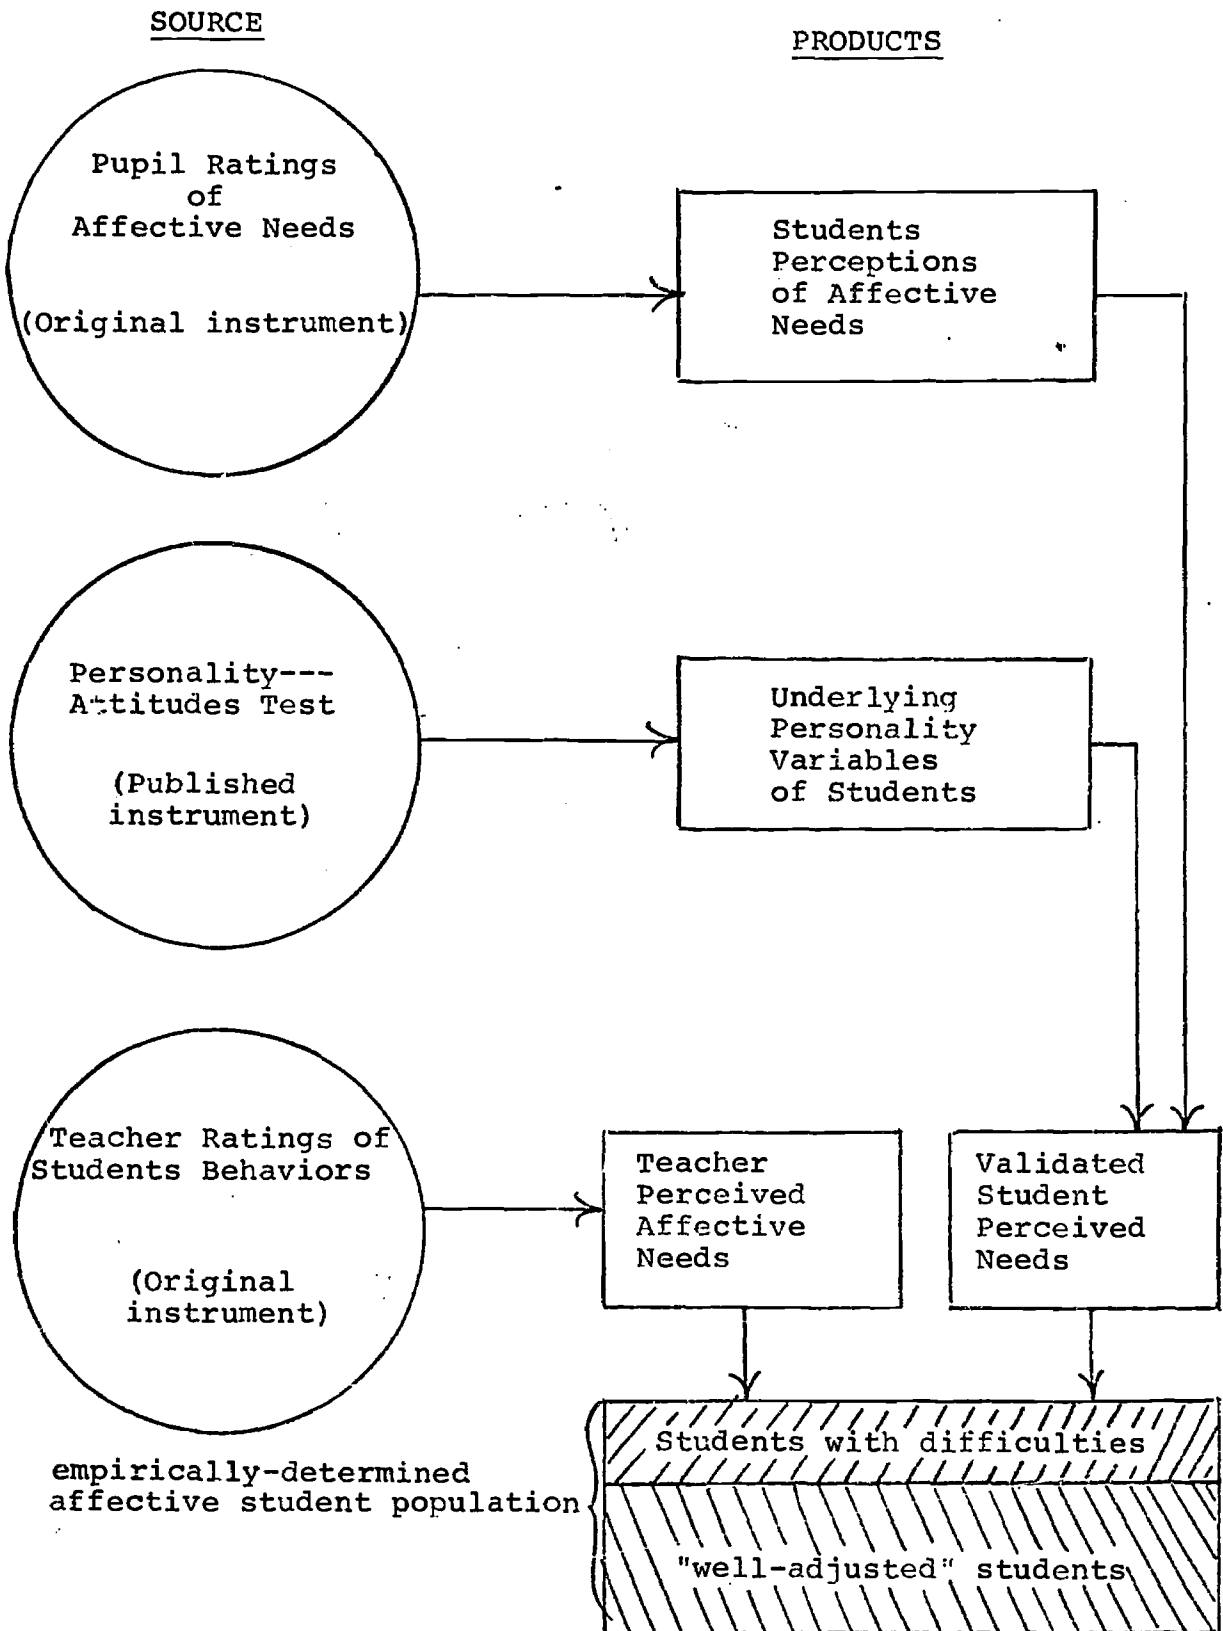 SOURCE
PRODUCTS
Pupil Ratings
of
Affective Needs
(Original instrument)
Students
Perceptions
of Affective
Needs
Personality---
Attitudes Test
(Published
instrument)
Underlying
Personality
Variables
of Students
Teacher Ratings of
Students Behaviors
(Original
instrument)
Teacher
Perceived
Affective
Needs
Validated
Student
Perceived
Needs
Students with difficulties
empirically-determined
affective student population
"well-adjusted" students